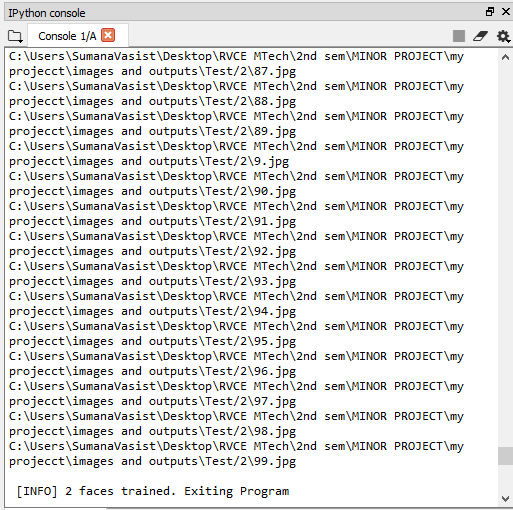 IPython console
Console 1/A
C:\Users\SumanaVasist\Desktop\RVCE MTech\2nd sem\MINOR PROJECT\my
projecct\images and outputs\Test/2\87.jpg
C:\Users\SumanaVasist\Desktop\RVCE MTech\2nd sem\MINOR PROJECT\my
projecct\images and outputs\Test/2\88.jpg
C:\Users\SumanaVasist\Desktop\RVCE MTech\2nd sem\MINOR PROJECT\my
projecct\images and outputs\Test/2\89.jpg
C:\Users\SumanaVasist\Desktop\RVCE MTech\2nd sem\MINOR PROJECT\my
projecct\images and outputs\Test/2\9.jpg
C:\Users\SumanaVasist\Desktop\RVCE MTech\2nd sem\MINOR PROJECT\my
projecct\images and outputs\Test/2\90.jpg
C:\Users\SumanaVasist\Desktop\RVCE MTech\2nd sem\MINOR PROJECT\my
projecct\images and outputs\Test/2\91.jpg
C:\Users\SumanaVasist\Desktop\RVCE MTech\2nd sem\MINOR PROJECT\my
projecct\images and outputs\Test/2\92.jpg
C:\Users\SumanaVasist\Desktop\RVCE MTech\2nd sem\MINOR PROJECT\my
projecct\images and outputs\Test/2\93.jpg
C:\Users\SumanaVasist\Desktop\RVCE MTech\2nd sem\MINOR PROJECT\my
projecct\images and outputs\Test/2\94.jpg
C:\Users\SumanaVasist\Desktop\RVCE MTech\2nd sem\MINOR PROJECT\my
projecct\images and outputs\Test/2\95.jpg
C:\Users\SumanaVasist\Desktop\RVCE MTech\2nd sem\MINOR PROJECT\my
projecct\images and outputs\Test/2\96.jpg
C:\Users\SumanaVasist\Desktop\RVCE MTech\2nd sem\MINOR PROJECT\my
projecct\images and outputs\Test/2\97.jpg
C:\Users\SumanaVasist\Desktop\RVCE MTech\2nd sem\MINOR PROJECT\my
projecct\images and outputs\Test/2\98.jpg
C:\Users\SumanaVasist\Desktop\RVCE MTech\2nd sem\MINOR PROJECT\my
projecct\images and outputs\Test/2\99.jpg
[INFO] 2 faces trained. Exiting Program